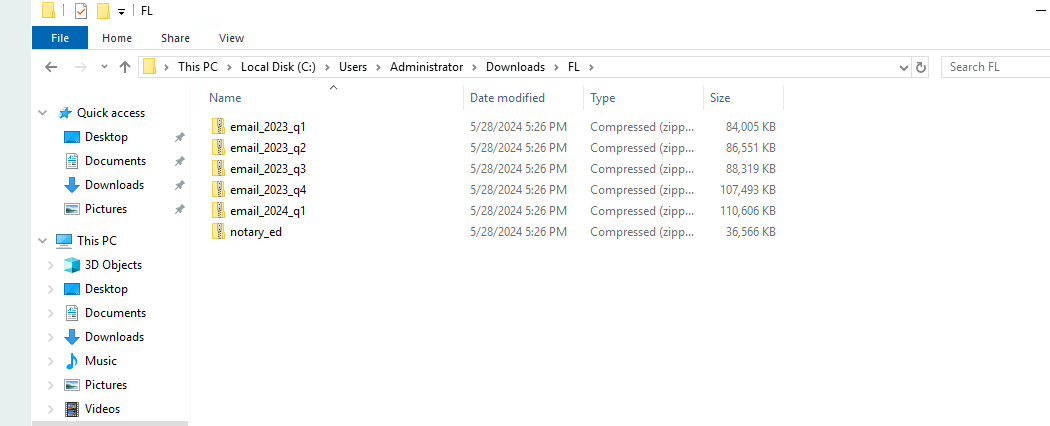 FL
File Home Share View
This PC Local Disk (C:) Users Administrator Downloads FL Search FL
Name Date modified Type Size
Quick access
Desktop
Documents
Downloads
Pictures
This PC
3D Objects
Desktop
Documents
Downloads
Music
Pictures
Videos
email_2023_q1 5/28/2024 5:26 PM Compressed (zipp... 84,005 KB
email_2023_q2 5/28/2024 5:26 PM Compressed (zipp... 86,551 KB
email_2023_q3 5/28/2024 5:26 PM Compressed (zipp... 88,319 KB
email_2023_q4 5/28/2024 5:26 PM Compressed (zipp... 107,493 KB
email_2024_q1 5/28/2024 5:26 PM Compressed (zipp... 110,606 KB
notary_ed 5/28/2024 5:26 PM Compressed (zipp... 36,566 KB